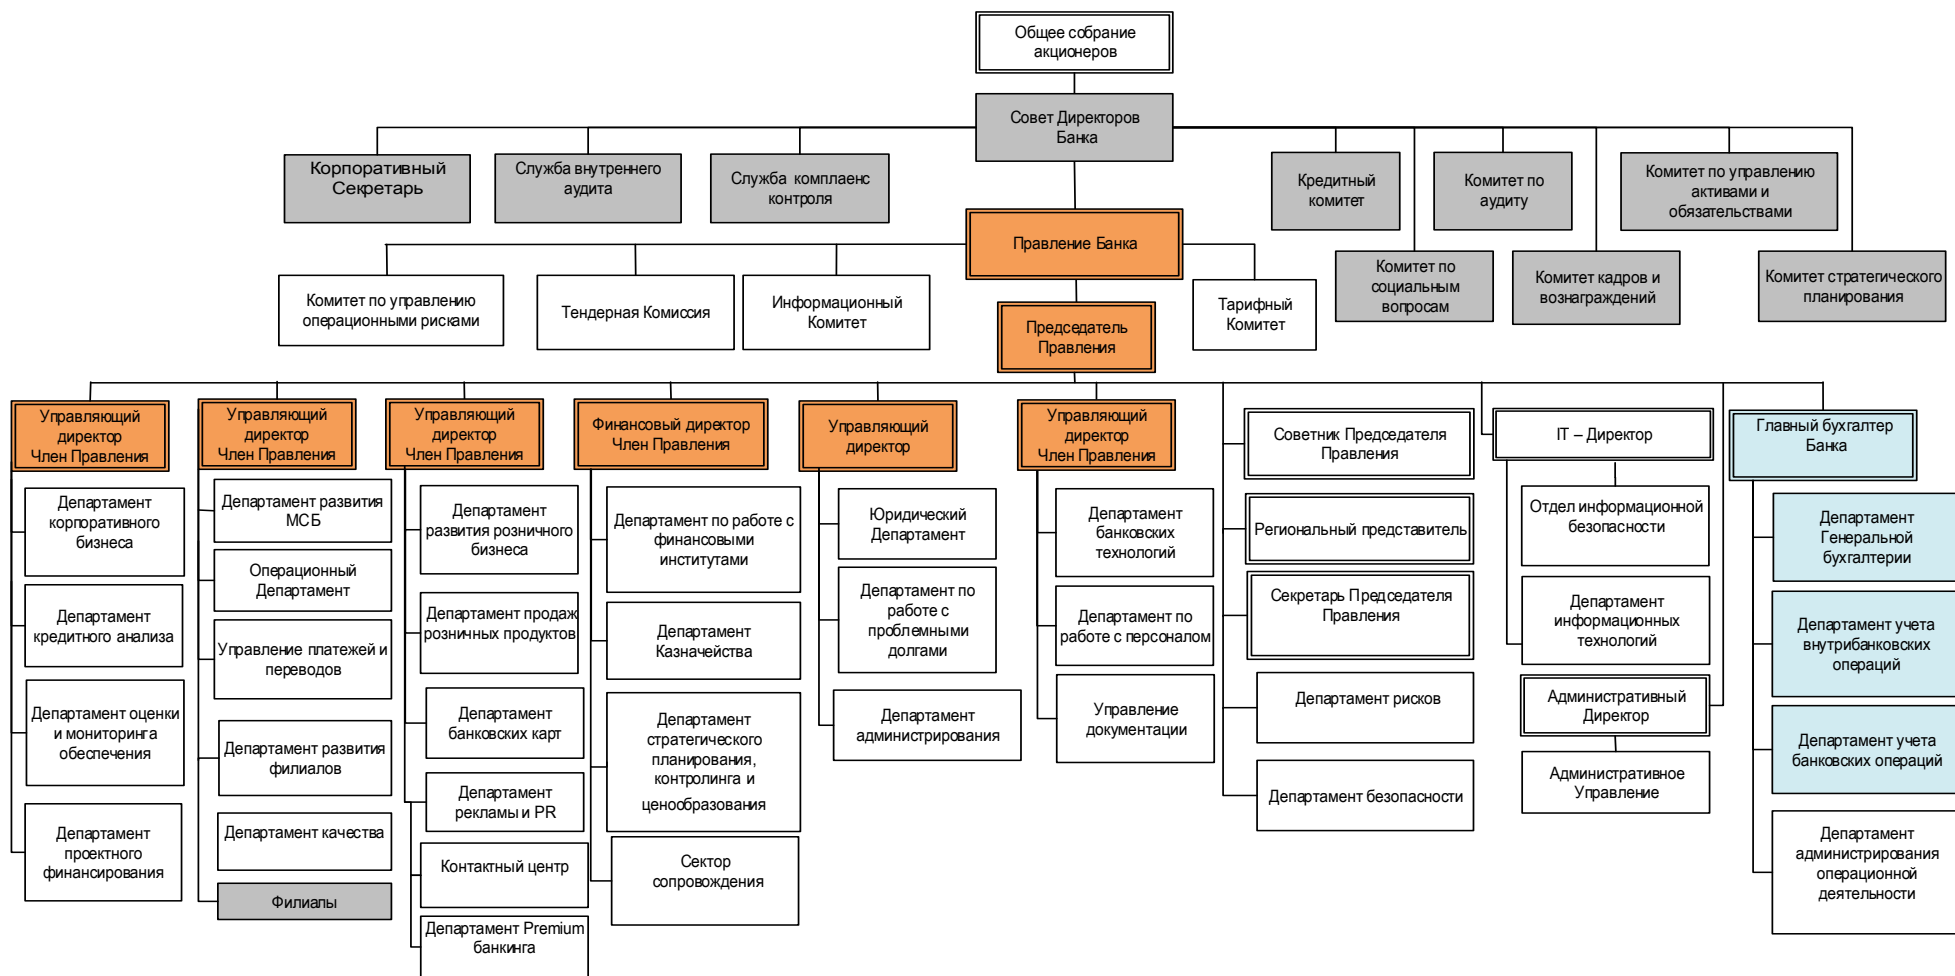 Общее собрание
акционеров
Совет Директоров
Банка
Корпоративный
Секретарь
Служба внутреннего
аудита
Служба комплаенс
контроля
Кредитный
комитет
Комитет по
аудиту
Комитет по управлению
активами и
обязательствами
Правление Банка
Комитет по
социальным
вопросам
Комитет кадров и
вознаграждений
Комитет стратегического
планирования
Комитет по управлению
операционными рисками
Тендерная Комиссия
Информационный
Комитет
Тарифный
Комитет
Председатель
Правления
Управляющий
директор
Член Правления
Управляющий
директор
Член Правления
Управляющий
директор
Член Правления
Финансовый директор
Член Правления
Управляющий
директор
Управляющий
директор
Член Правления
Советник Председателя
Правления
IT – Директор
Главный бухгалтер
Банка
Департамент
корпоративного
бизнеса
Департамент
кредитного анализа
Департамент оценки
и мониторинга
обеспечения
Департамент
проектного
финансирования
Департамент развития
МСБ
Операционный
Департамент
Управление платежей и
переводов
Департамент развития
филиалов
Департамент качества
Филиалы
Департамент
развития розничного
бизнеса
Департамент продаж
розничных продуктов
Департамент
банковских карт
Департамент
рекламы и PR
Контактный центр
Департамент Premium
банкинга
Департамент по работе с
финансовыми
институтами
Департамент
Казначейства
Департамент
стратегического
планирования,
контролинга и
ценообразования
Сектор
сопровождения
Юридический
Департамент
Департамент по
работе с
проблемными
долгами
Департамент
администрирования
Департамент
банковских
технологий
Департамент по
работе с персоналом
Управление
документации
Региональный представитель
Секретарь Председателя
Правления
Департамент рисков
Департамент безопасности
Отдел информационной
безопасности
Департамент
информационных
технологий
Административный
Директор
Административное
Управление
Департамент
Генеральной
бухгалтерии
Департамент учета
внутрибанковских
операций
Департамент учета
банковских операций
Департамент
администрирования
операционной
деятельности